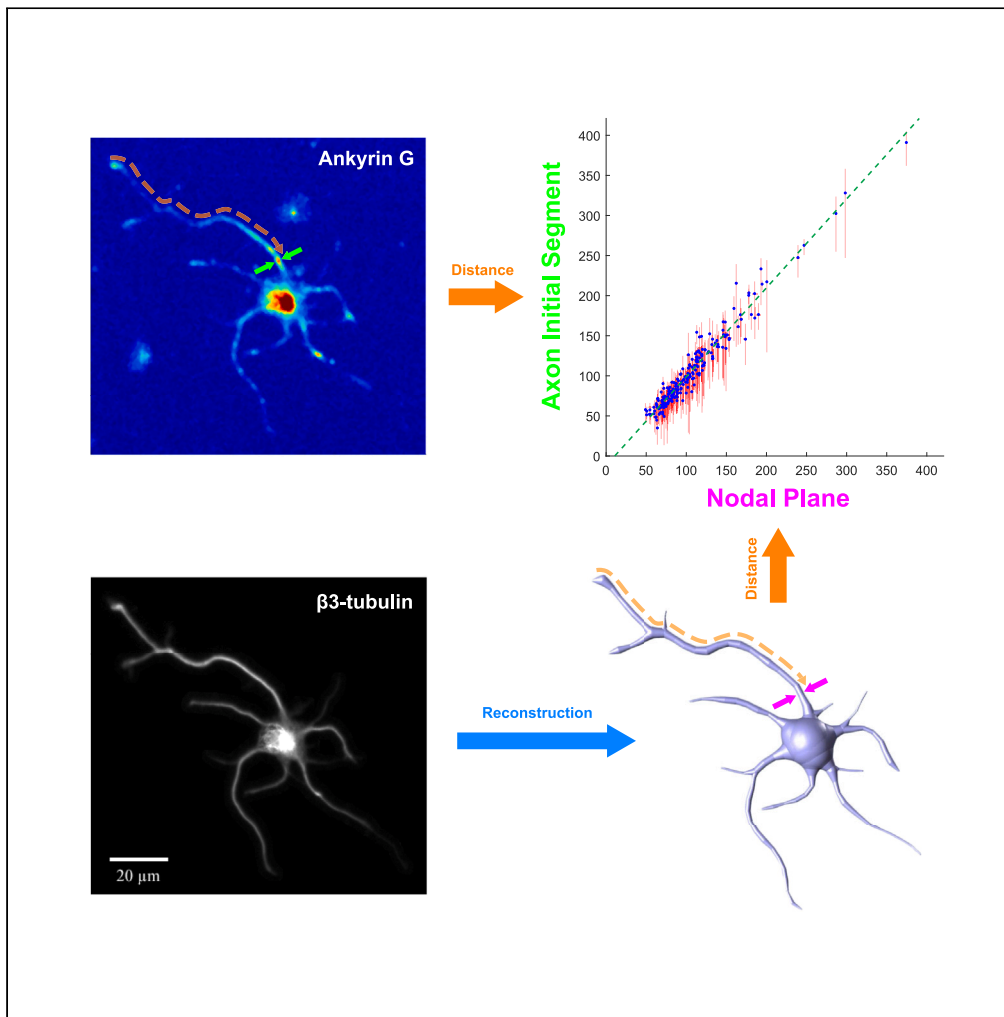 Ankyrin G
Distance
Axon Initial Segment
400
350
300
250
200
150
100
50
0
0 50 100 150 200 250 300 350 400
Nodal Plane
β3-tubulin
20 µm
Reconstruction
Distance